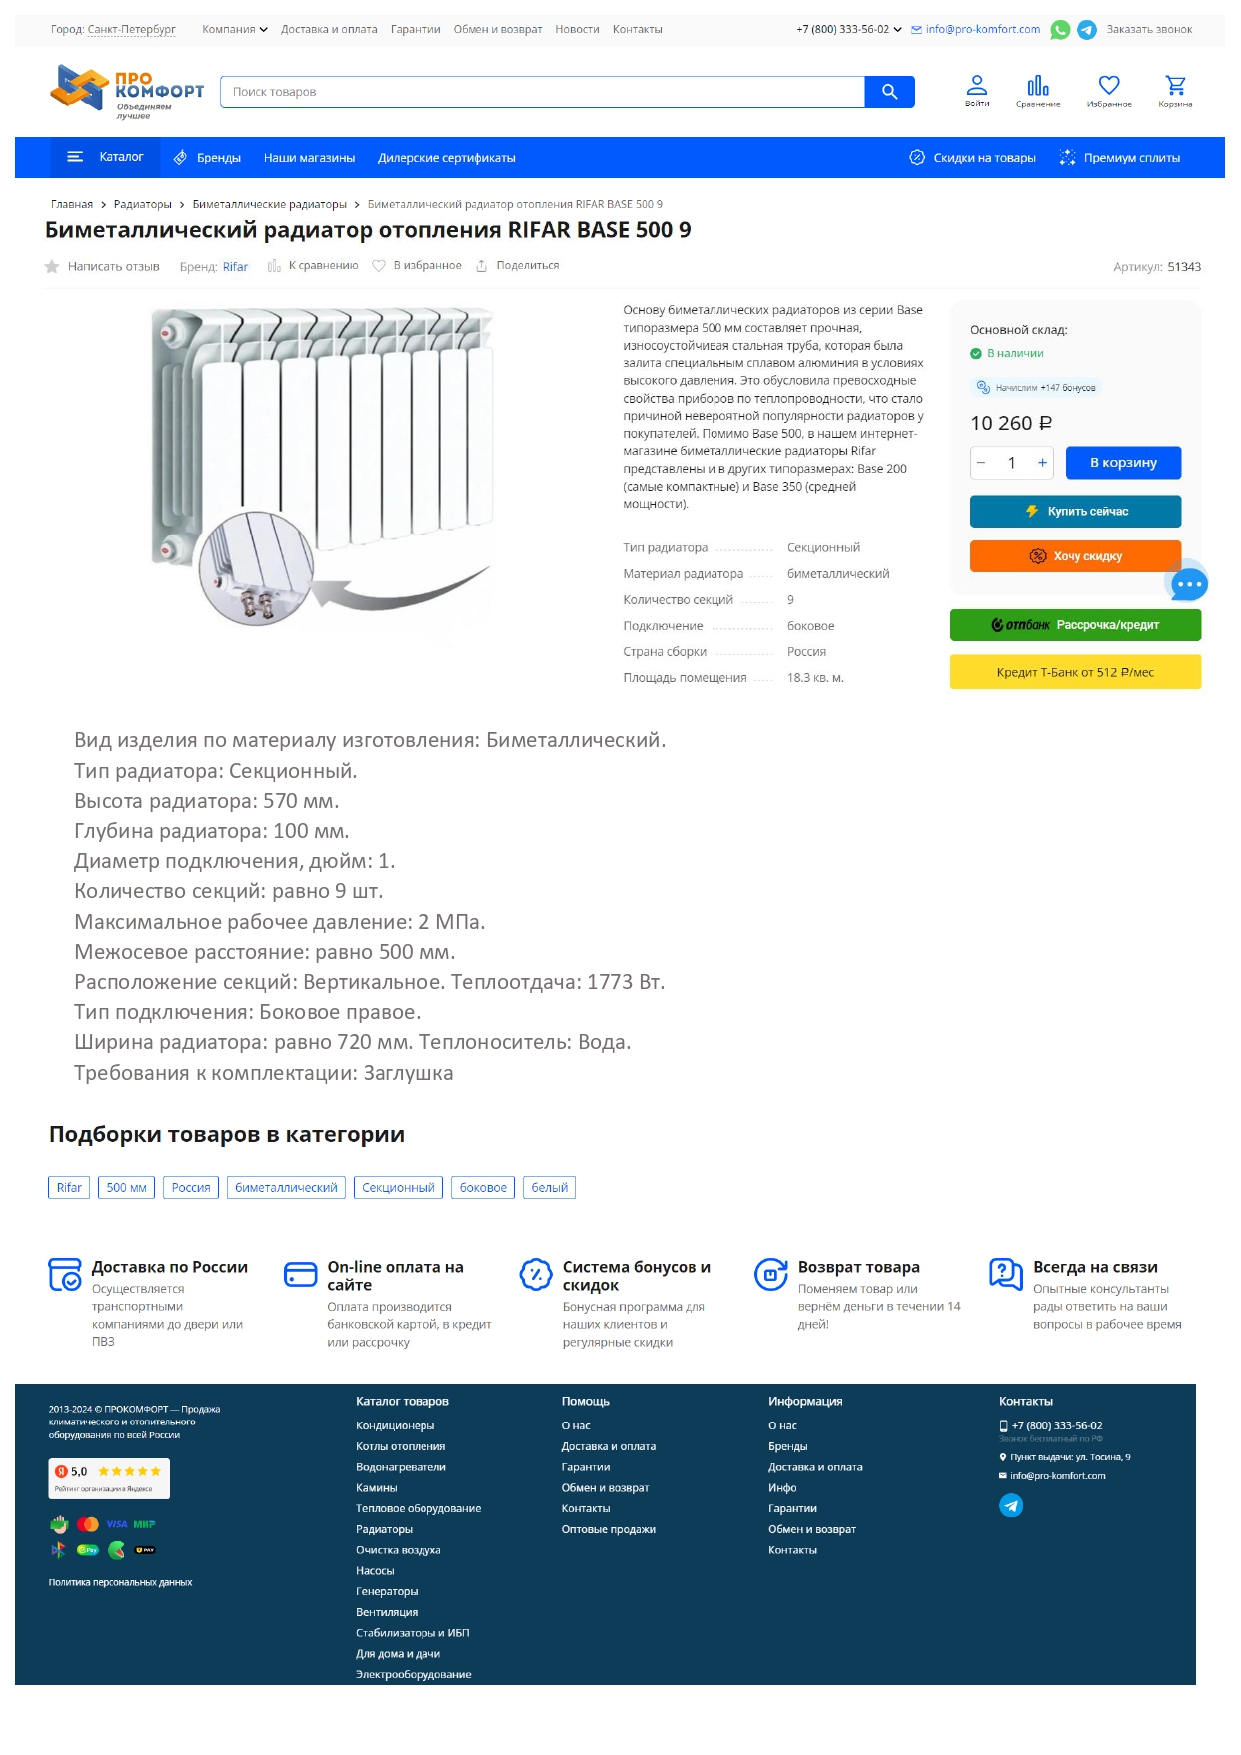 Город: Санкт-Петербург Компания Доставка и оплата Гарантии Обмен и возврат Новости Контакты +7 (800) 333-56-02 info@pro-komfort.com Заказать звонок
ПРО
КОМФОРТ
Объединяем
лучшее
Поиск товаров
Войти Сравнение Избранное Корзина
Каталог Бренды Наши магазины Дилерские сертификаты Скидки на товары Премиум сплиты
Главная > Радиаторы > Биметаллические радиаторы > Биметаллический радиатор отопления RIFAR BASE 500 9
Биметаллический радиатор отопления RIFAR BASE 500 9
Написать отзыв Бренд: Rifar К сравнению В избранное Поделиться Артикул: 51343
Основу биметаллических радиаторов из серии Base
типоразмера 500 мм составляет прочная,
износоустойчивая стальная труба, которая была
залита специальным сплавом алюминия в условиях
высокого давления. Это обусловила превосходные
свойства приборов по теплопроводности, что стало
причиной невероятной популярности радиаторов у
покупателей. Помимо Base 500, в нашем интернет-
магазине биметаллические радиаторы Rifar
представлены и в других типоразмерах: Base 200
(самые компактные) и Base 350 (средней
мощности).
Тип радиатора Секционный
Материал радиатора биметаллический
Количество секций 9
Подключение боковое
Страна сборки Россия
Площадь помещения 18.3 кв. м.
Основной склад:
В наличии
Начислим +147 бонусов
10 260 ₽
− 1 + В корзину
Купить сейчас
Хочу скидку
отпбанк Рассрочка/кредит
Кредит Т-Банк от 512 ₽/мес
Вид изделия по материалу изготовления: Биметаллический.
Тип радиатора: Секционный.
Высота радиатора: 570 мм.
Глубина радиатора: 100 мм.
Диаметр подключения, дюйм: 1.
Количество секций: равно 9 шт.
Максимальное рабочее давление: 2 МПа.
Межосевое расстояние: равно 500 мм.
Расположение секций: Вертикальное. Теплоотдача: 1773 Вт.
Тип подключения: Боковое правое.
Ширина радиатора: равно 720 мм. Теплоноситель: Вода.
Требования к комплектации: Заглушка
Подборки товаров в категории
Rifar 500 мм Россия биметаллический Секционный боковое белый
Доставка по России
Осуществляется
транспортными
компаниями до двери или
ПВЗ
On-line оплата на
сайте
Оплата производится
банковской картой, в кредит
или рассрочку
Система бонусов и
скидок
Бонусная программа для
наших клиентов и
регулярные скидки
Возврат товара
Поменяем товар или
вернём деньги в течении 14
дней!
Всегда на связи
Опытные консультанты
рады ответить на ваши
вопросы в рабочее время
2013-2024 © ПРОКОМФОРТ — Продажа
климатического и отопительного
оборудования по всей России
Я 5,0
Рейтинг организации в Яндексе
VISA МИР
Pay PAY
Политика персональных данных
Каталог товаров
Кондиционеры
Котлы отопления
Водонагреватели
Камины
Тепловое оборудование
Радиаторы
Очистка воздуха
Насосы
Генераторы
Вентиляция
Стабилизаторы и ИБП
Для дома и дачи
Электрооборудование
Помощь
О нас
Доставка и оплата
Гарантии
Обмен и возврат
Контакты
Оптовые продажи
Информация
О нас
Бренды
Доставка и оплата
Инфо
Гарантии
Обмен и возврат
Контакты
Контакты
+7 (800) 333-56-02
Звонок бесплатный по РФ
Пункт выдачи: ул. Тосина, 9
info@pro-komfort.com